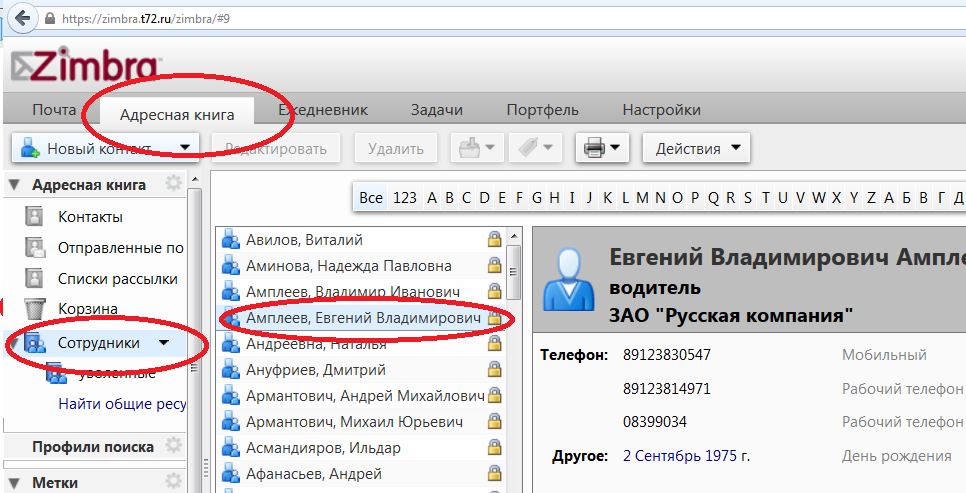 https://zimbra.t72.ru/zimbra/#9
Zimbra
Почта Адресная книга Ежедневник Задачи Портфель Настройки
Новый контакт Редактировать Удалить Действия
Адресная книга
Контакты
Отправленные по
Списки рассылки
Корзина
Сотрудники
уволенные
Найти общие ресу
Профили поиска
Метки
Все 123 A B C D E F G H I J K L M N O P Q R S T U V W X Y Z А Б В Г Д
Авилов, Виталий
Аминова, Надежда Павловна
Амплеев, Владимир Иванович
Амплеев, Евгений Владимирович
Андреевна, Наталья
Ануфриев, Дмитрий
Армантович, Андрей Михайлович
Армантович, Михаил Юрьевич
Асмандияров, Ильдар
Афанасьев, Андрей
Евгений Владимирович Ампле
водитель
ЗАО "Русская компания"
Телефон: 89123830547 Мобильный
89123814971 Рабочий телефон
08399034 Рабочий телефон
Другое: 2 Сентябрь 1975 г. День рождения